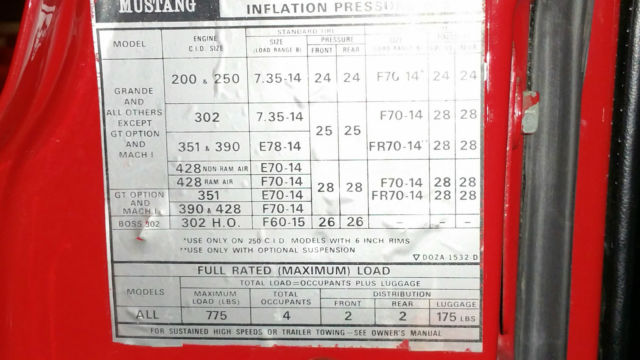 MUSTANG INFLATION PRESSU
STANDARD TIRE
MODEL ENGINE C.I.D. SIZE SIZE (LOAD RANGE B) PRESSURE FRONT REAR SIZE
GRANDE AND ALL OTHERS EXCEPT GT OPTION AND MACH I
200 & 250 7.35-14 24 24 F70-14* 24 24
302 7.35-14 25 25 F70-14 28 28
351 & 390 E78-14 FR70-14** 28 28
428 NON-RAM AIR E70-14
428 RAM AIR F70-14 28 28 F70-14 28 28
GT OPTION AND MACH I
351 E70-14 FR70-14 28 28
390 & 428 F70-14
BOSS 302 302 H.O. F60-15 26 26 – – –
*USE ONLY ON 250 C.I.D. MODELS WITH 6 INCH RIMS
**USE ONLY WITH OPTIONAL SUSPENSION
▽ DOZA 1532 D
FULL RATED (MAXIMUM) LOAD
TOTAL LOAD=OCCUPANTS PLUS LUGGAGE
MODELS MAXIMUM LOAD (LBS) TOTAL OCCUPANTS DISTRIBUTION FRONT REAR LUGGAGE
ALL 775 4 2 2 175 LBS
FOR SUSTAINED HIGH SPEEDS OR TRAILER TOWING – SEE OWNER'S MANUAL